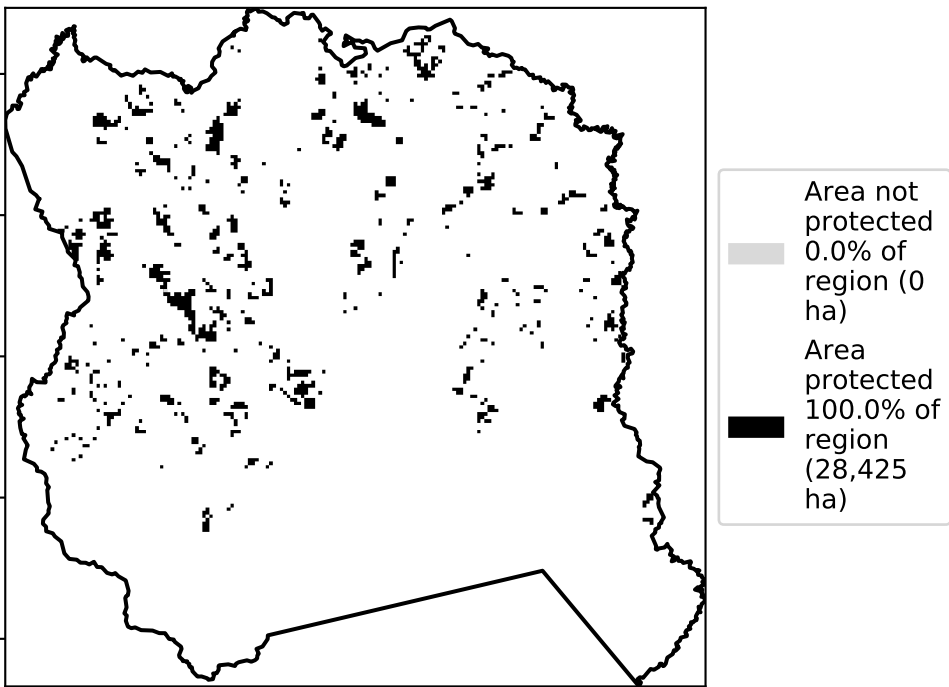 Area not
protected
0.0% of
region (0
ha)
Area
protected
100.0% of
region
(28,425
ha)